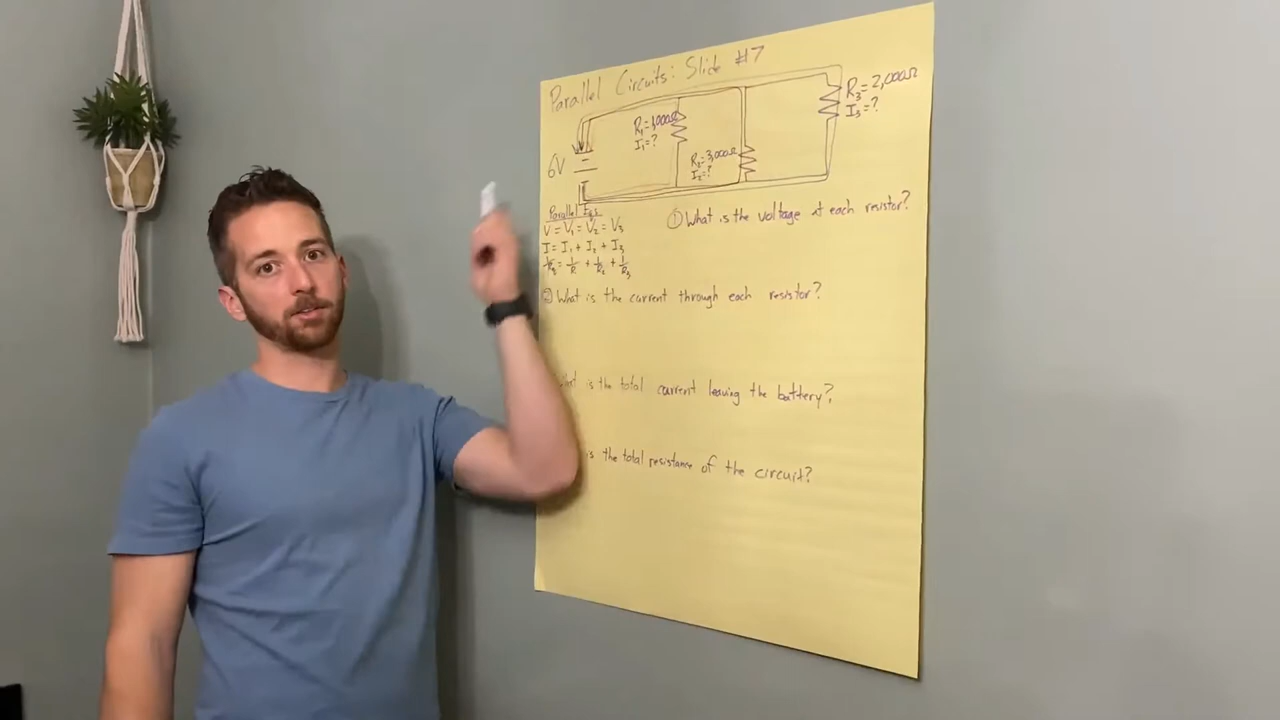 Parallel Circuits: Slide #7
R₃=2,000Ω
I₃=?
R₁=1,000Ω
I₁=?
6V
R₂=3,000Ω
I₂=?
Parallel Eqs
V = V₁ = V₂ = V₃
I = I₁ + I₂ + I₃
① What is the voltage at each resistor?
② What is the current through each resistor?
is the total current leaving the battery?
is the total resistance of the circuit?